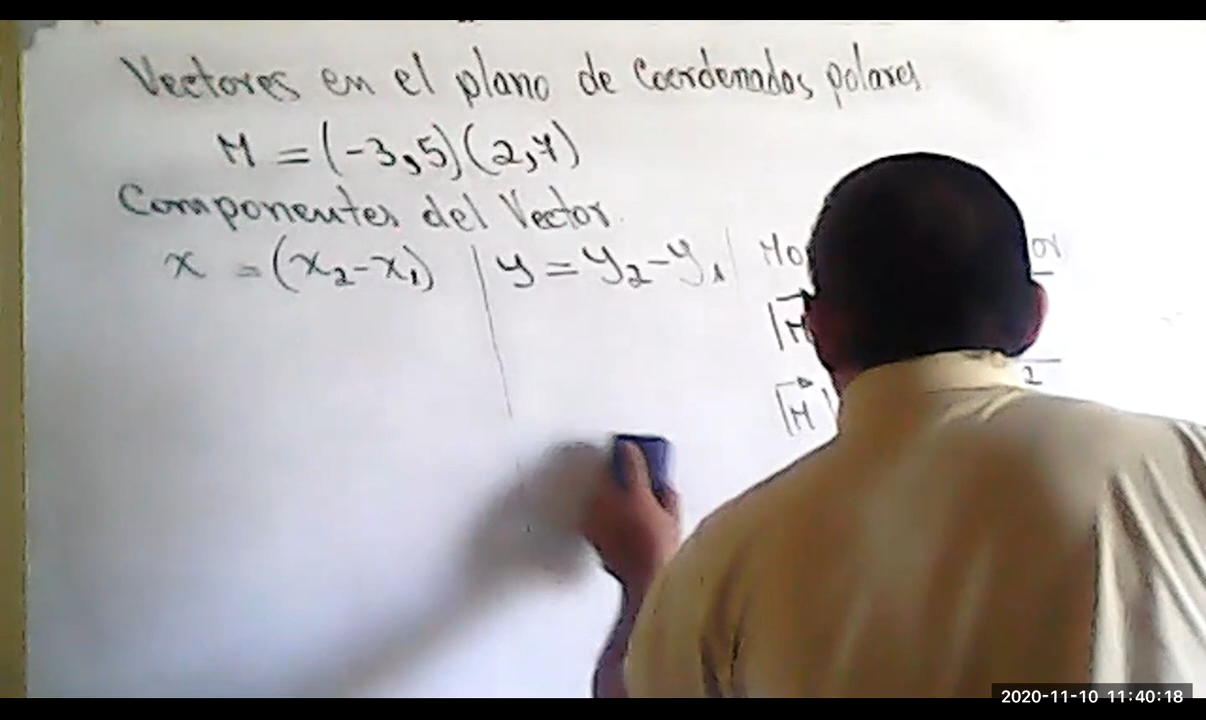 Vectores en el plano de Coordenadas polares
M = (-3,5)(2,7)
Componentes del Vector.
x = (x₂-x₁) | y = y₂-y₁ |
|M
2
|M|
2020-11-10 11:40:18